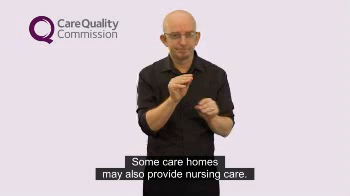 CareQuality
Commission
Some care homes
may also provide nursing care.